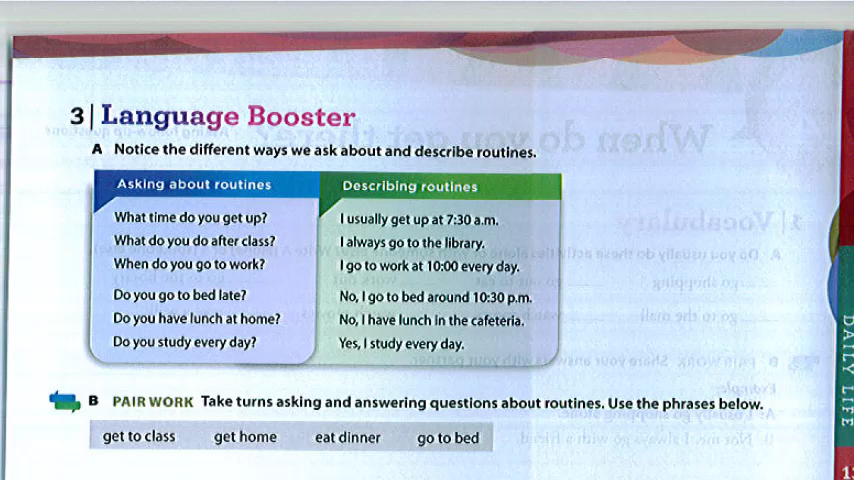 3 | Language Booster
A Notice the different ways we ask about and describe routines.
Asking about routines
What time do you get up?
What do you do after class?
When do you go to work?
Do you go to bed late?
Do you have lunch at home?
Do you study every day?
Describing routines
I usually get up at 7:30 a.m.
I always go to the library.
I go to work at 10:00 every day.
No, I go to bed around 10:30 p.m.
No, I have lunch in the cafeteria.
Yes, I study every day.
B PAIR WORK Take turns asking and answering questions about routines. Use the phrases below.
get to class get home eat dinner go to bed
DAILY LIFE